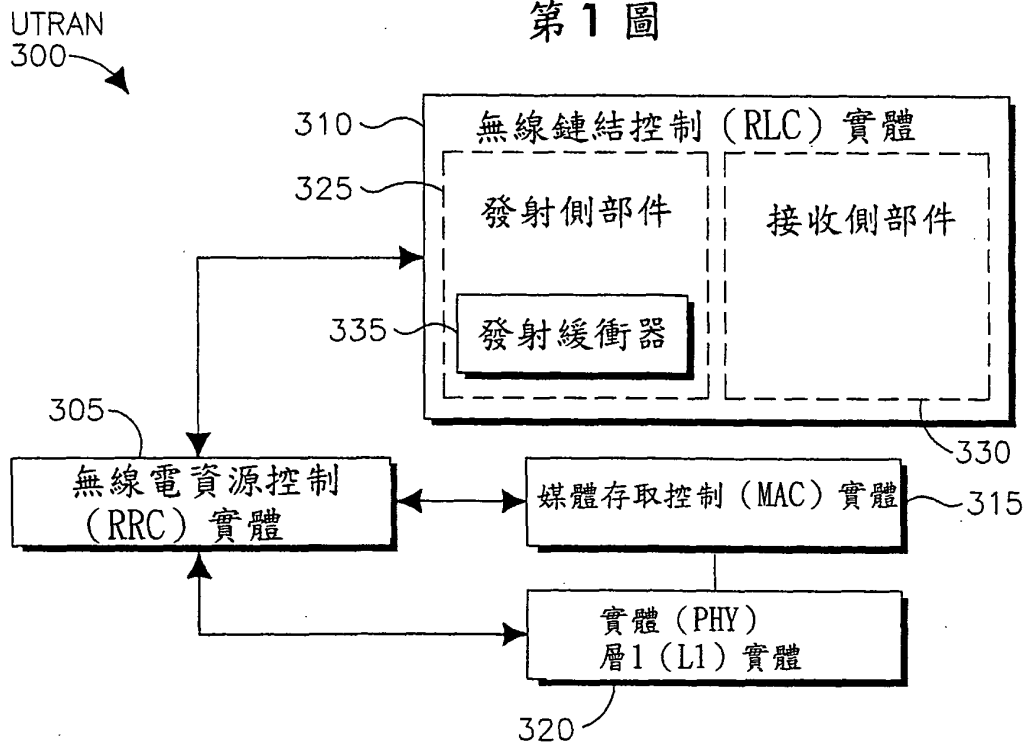 第1圖
UTRAN
300
310
無線鏈結控制（RLC）實體
325
發射側部件
接收側部件
335
發射緩衝器
330
305
無線電資源控制
（RRC）實體
媒體存取控制（MAC）實體
315
實體（PHY）
層1（L1）實體
320